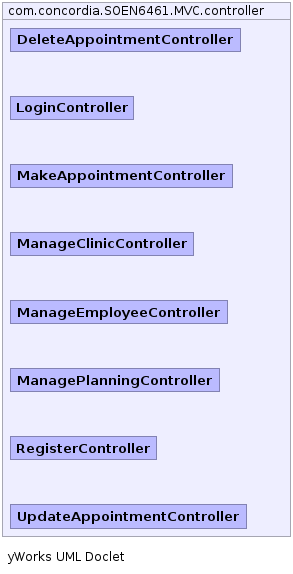 com.concordia.SOEN6461.MVC.controller
DeleteAppointmentController
LoginController
MakeAppointmentController
ManageClinicController
ManageEmployeeController
ManagePlanningController
RegisterController
UpdateAppointmentController
yWorks UML Doclet